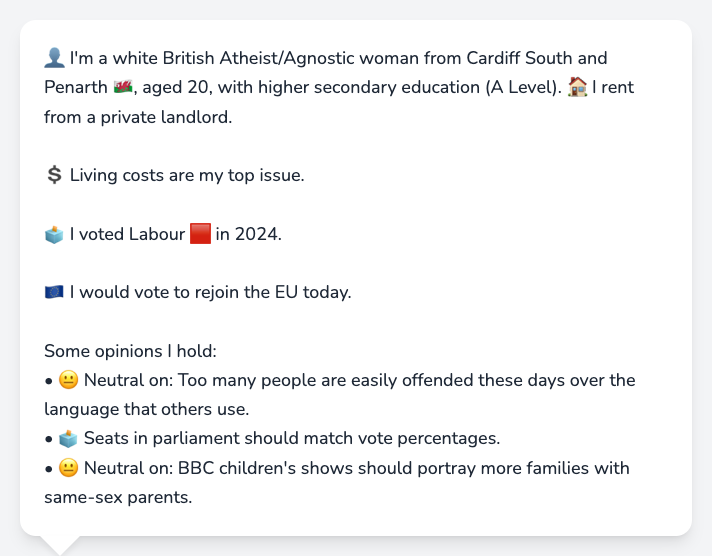 👤 I'm a white British Atheist/Agnostic woman from Cardiff South and
Penarth 🏴󠁧󠁢󠁷󠁬󠁳󠁿, aged 20, with higher secondary education (A Level). 🏠 I rent
from a private landlord.
💲 Living costs are my top issue.
🗳️ I voted Labour 🟥 in 2024.
🇪🇺 I would vote to rejoin the EU today.
Some opinions I hold:
• 😐 Neutral on: Too many people are easily offended these days over the
language that others use.
• 🗳️ Seats in parliament should match vote percentages.
• 😐 Neutral on: BBC children's shows should portray more families with
same-sex parents.